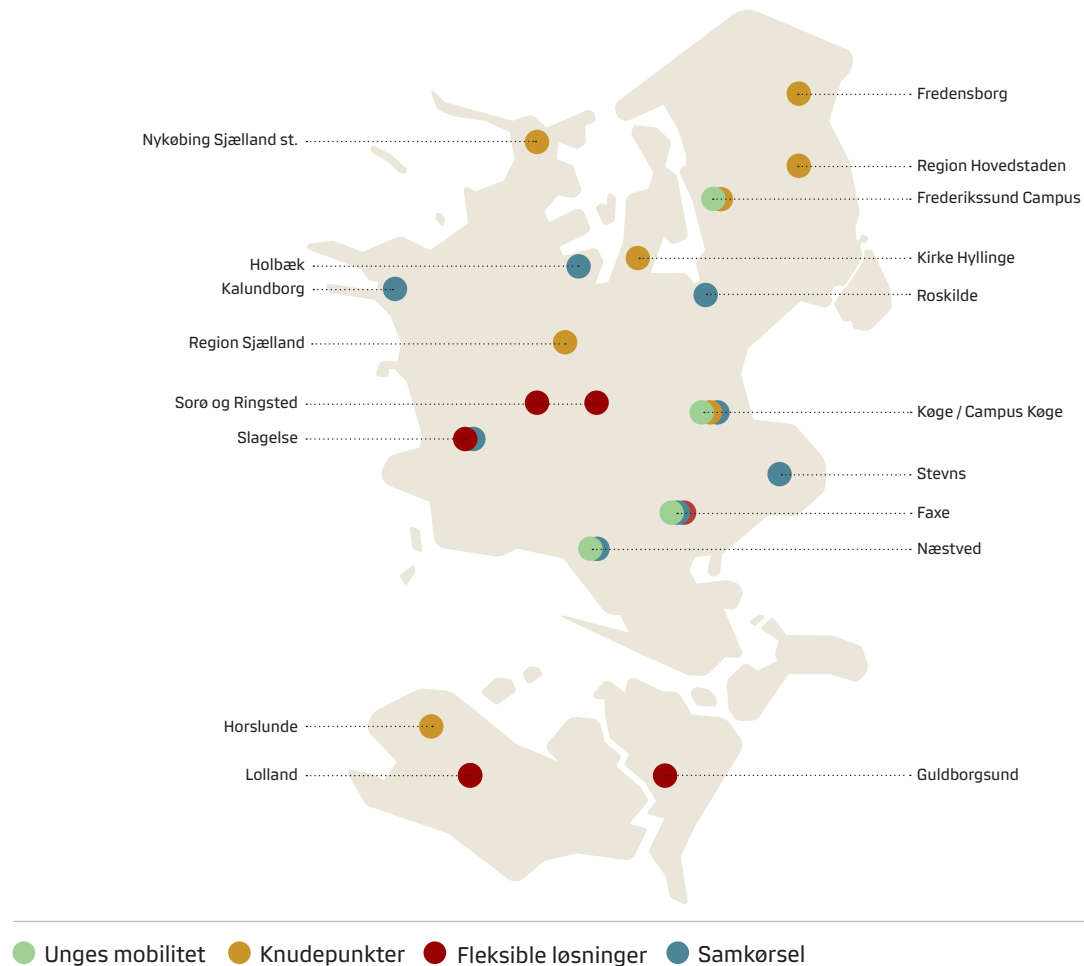 Nykøbing Sjælland st.
Holbæk
Kalundborg
Region Sjælland
Sorø og Ringsted
Slagelse
Horslunde
Lolland
Fredensborg
Region Hovedstaden
Frederikssund Campus
Kirke Hyllinge
Roskilde
Køge / Campus Køge
Stevns
Faxe
Næstved
Guldborgsund
Unges mobilitet Knudepunkter Fleksible løsninger Samkørsel